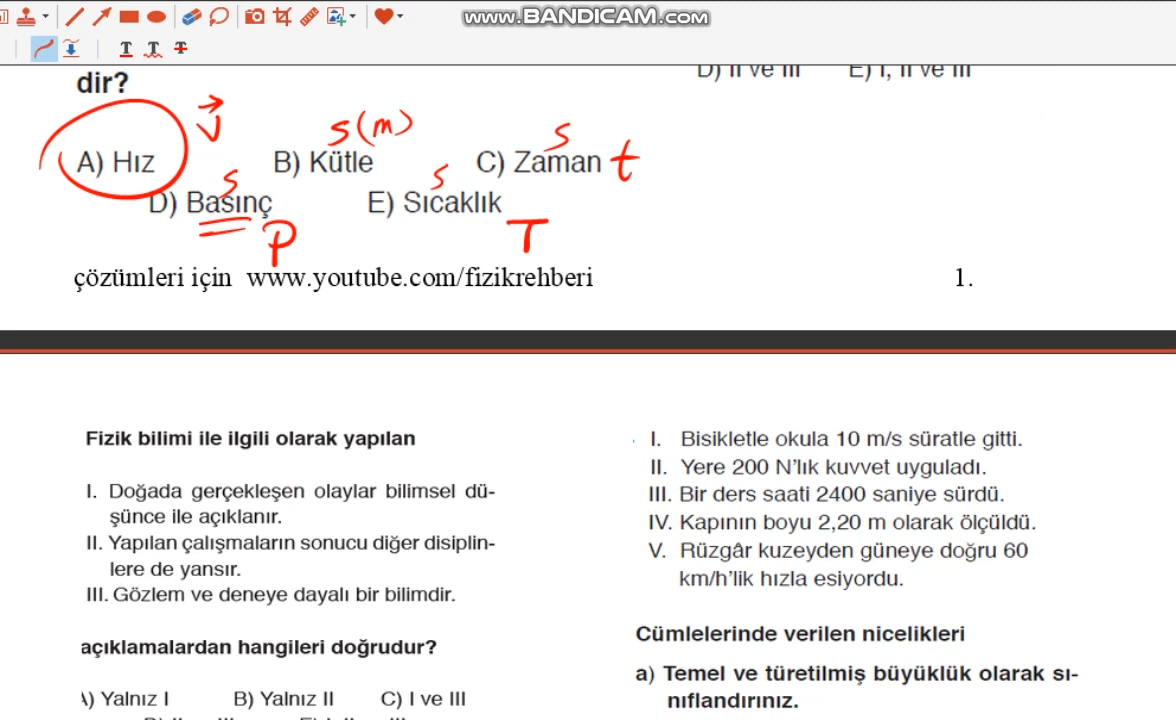 www.BANDICAM.com
T T T
dir?
D) II ve III E) I, II ve III
v
s(m)
s
A) Hız B) Kütle C) Zaman t
s s
D) Basınç E) Sıcaklık
P T
çözümleri için www.youtube.com/fizikrehberi 1.
Fizik bilimi ile ilgili olarak yapılan
I. Doğada gerçekleşen olaylar bilimsel dü-
şünce ile açıklanır.
II. Yapılan çalışmaların sonucu diğer disiplin-
lere de yansır.
III. Gözlem ve deneye dayalı bir bilimdir.
açıklamalardan hangileri doğrudur?
A) Yalnız I B) Yalnız II C) I ve III
I. Bisikletle okula 10 m/s süratle gitti.
II. Yere 200 N’lık kuvvet uyguladı.
III. Bir ders saati 2400 saniye sürdü.
IV. Kapının boyu 2,20 m olarak ölçüldü.
V. Rüzgâr kuzeyden güneye doğru 60
km/h’lik hızla esiyordu.
Cümlelerinde verilen nicelikleri
a) Temel ve türetilmiş büyüklük olarak sı-
nıflandırınız.